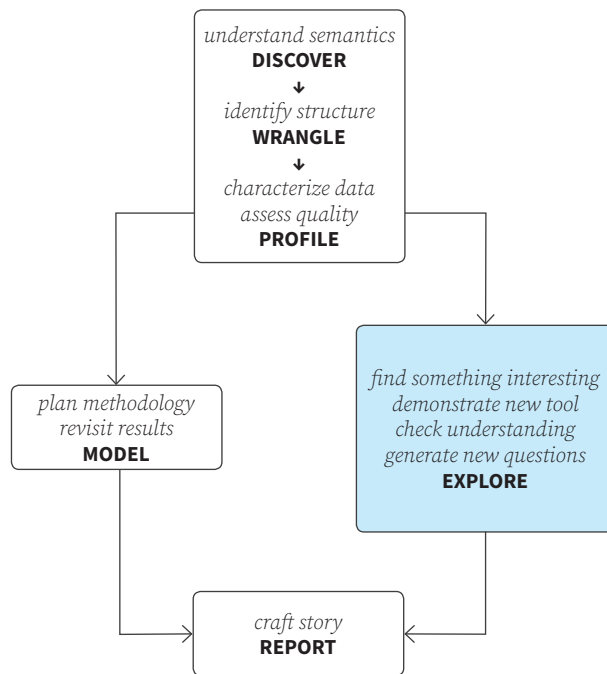 understand semantics
DISCOVER
identify structure
WRANGLE
characterize data
assess quality
PROFILE
find something interesting
demonstrate new tool
check understanding
generate new questions
EXPLORE
plan methodology
revisit results
MODEL
craft story
REPORT